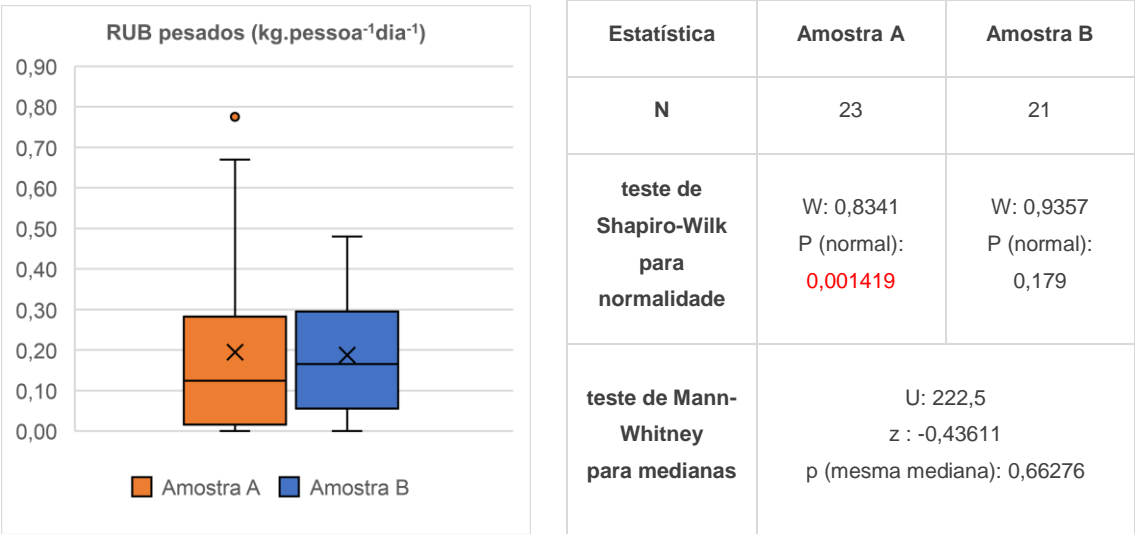 RUB pesados (kg.pessoa⁻¹dia⁻¹)
0,90
0,80
0,70
0,60
0,50
0,40
0,30
0,20
0,10
0,00
Amostra A Amostra B
Estatística Amostra A Amostra B
N 23 21
teste de
Shapiro-Wilk
para
normalidade
W: 0,8341
P (normal):
0,001419
W: 0,9357
P (normal):
0,179
teste de Mann-
Whitney
para medianas
U: 222,5
z : -0,43611
p (mesma mediana): 0,66276